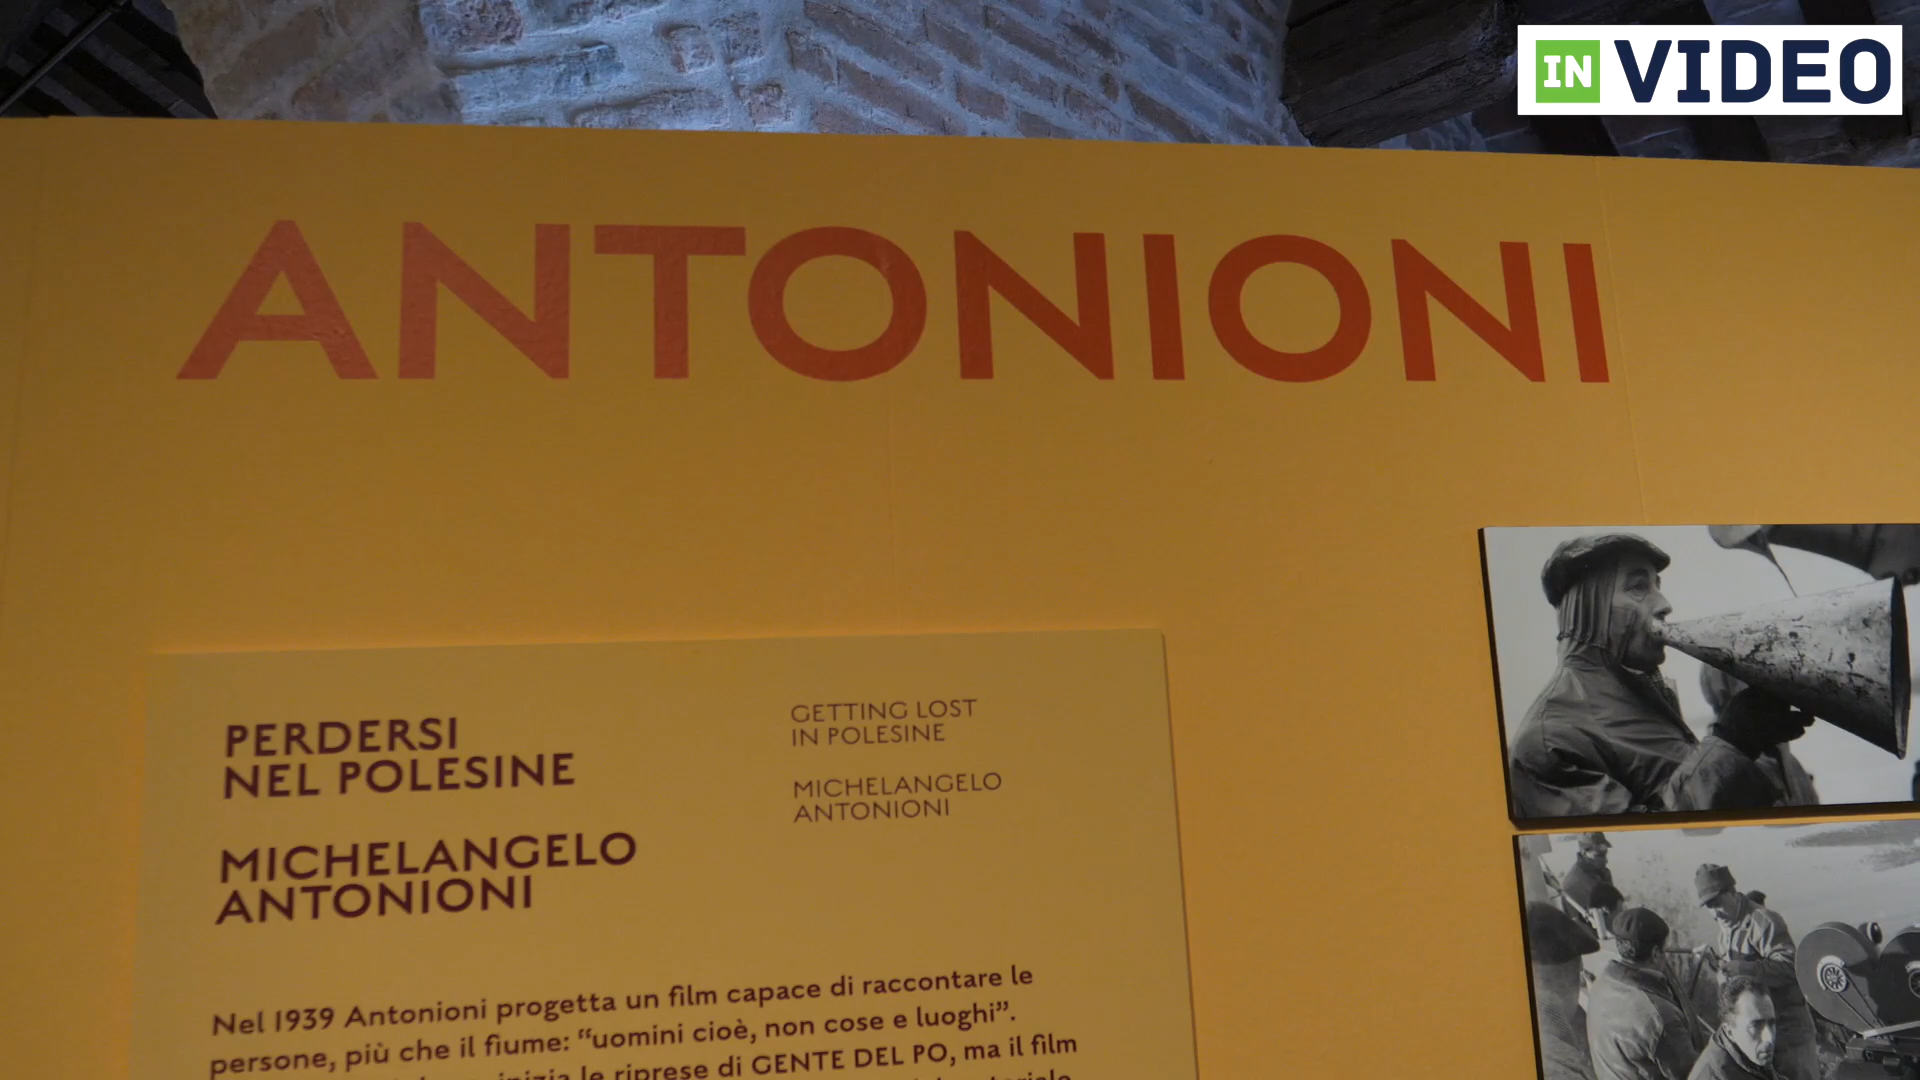 IN VIDEO
ANTONIONI
PERDERSI
NEL POLESINE
MICHELANGELO
ANTONIONI
GETTING LOST
IN POLESINE
MICHELANGELO
ANTONIONI
Nel 1939 Antonioni progetta un film capace di raccontare le
persone, più che il fiume: “uomini cioè, non cose e luoghi”.
inizia le riprese di GENTE DEL PO, ma il film